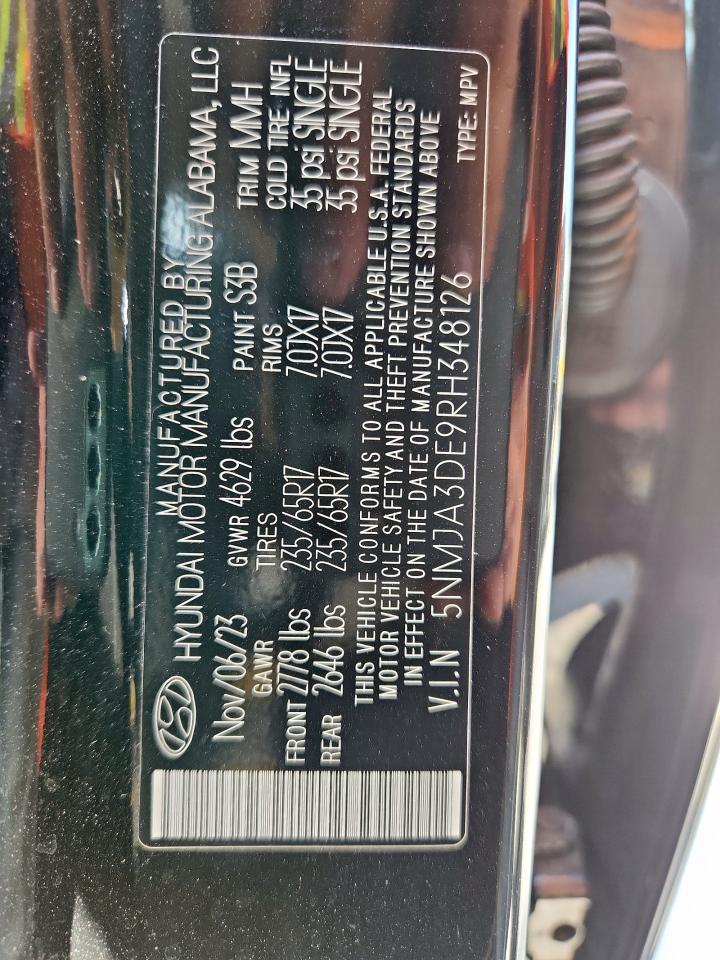 MANUFACTURED BY
HYUNDAI MOTOR MANUFACTURING ALABAMA, LLC
Nov/06/23 GVWR 4629 lbs PAINT S3B TRIM MMH
GAWR TIRES RIMS COLD TIRE INFL
FRONT 2778 lbs 235/65R17 7.0JX17 35 psi SINGLE
REAR 2646 lbs 235/65R17 7.0JX17 35 psi SINGLE
THIS VEHICLE CONFORMS TO ALL APPLICABLE U.S.A. FEDERAL
MOTOR VEHICLE SAFETY AND THEFT PREVENTION STANDARDS
IN EFFECT ON THE DATE OF MANUFACTURE SHOWN ABOVE
V.I.N 5NMJA3DE9RH348126 TYPE: MPV